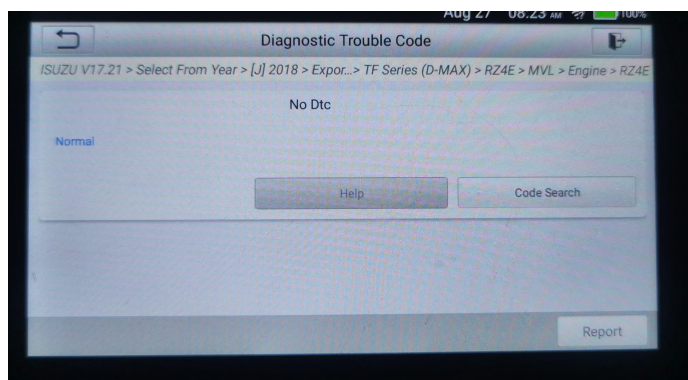 Aug 27 08:23 AM 100%
Diagnostic Trouble Code
ISUZU V17.21 > Select From Year > [J] 2018 > Expor...> TF Series (D-MAX) > RZ4E > MVL > Engine > RZ4E
No Dtc
Normal
Help
Code Search
Report